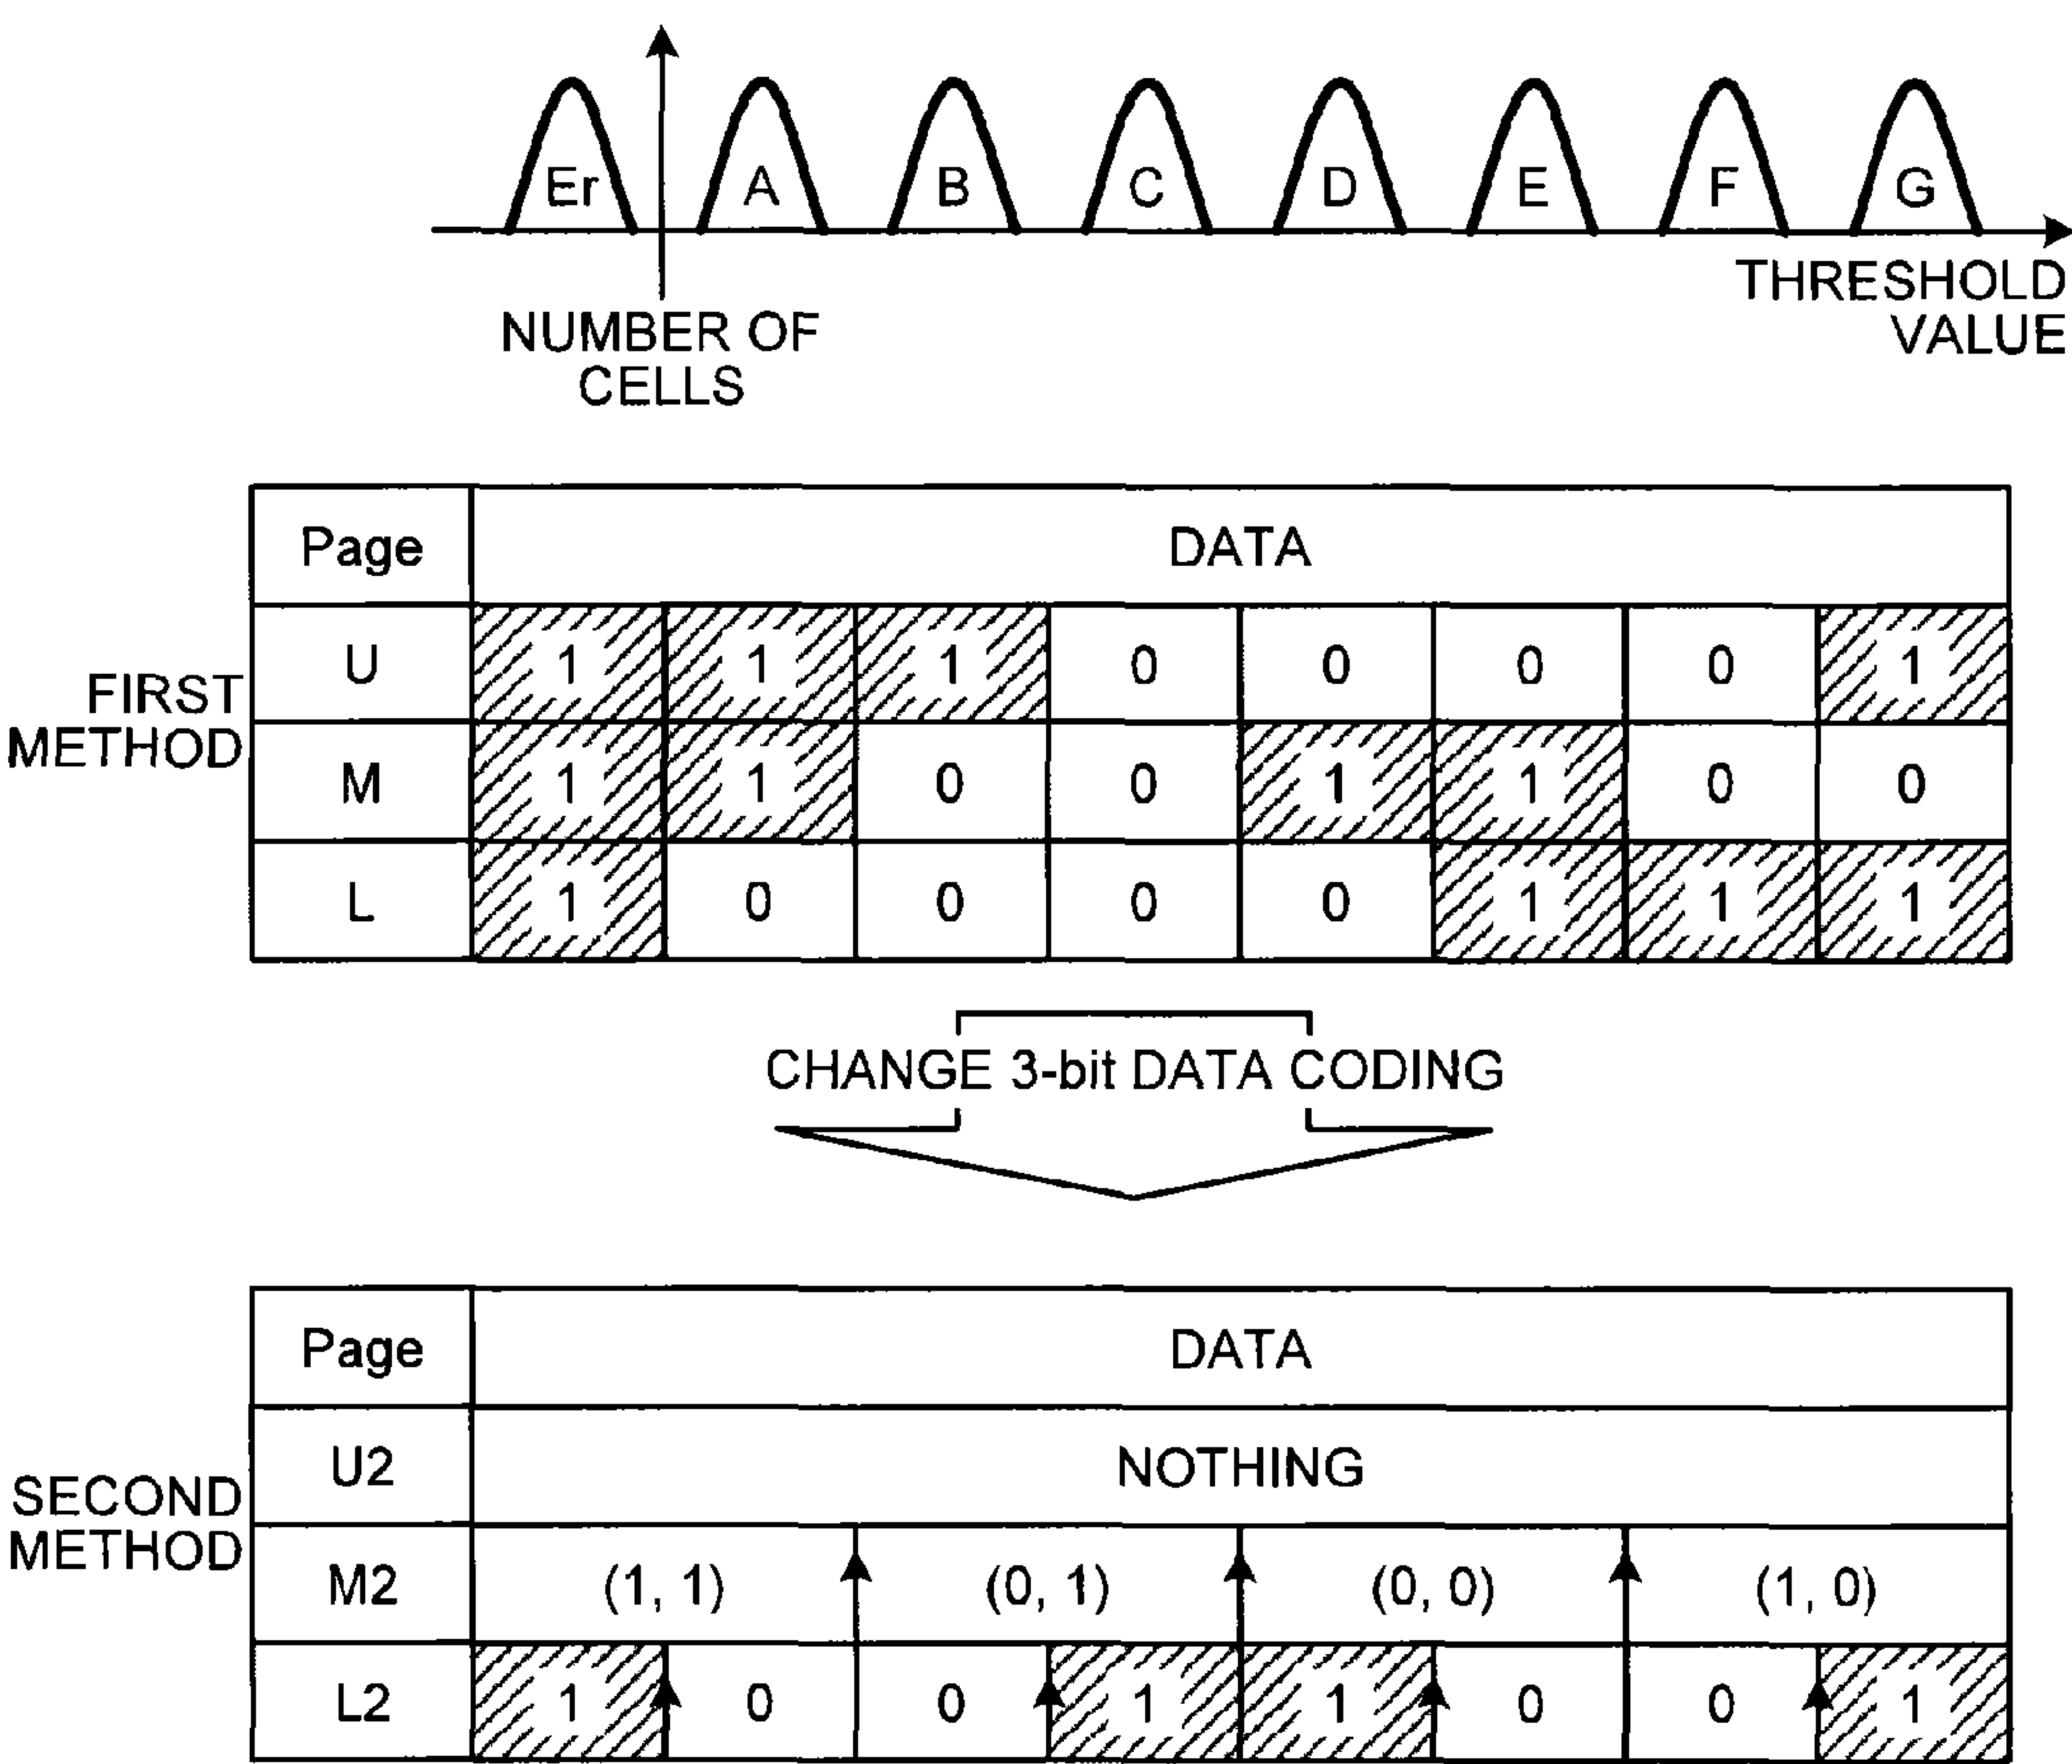 Er A B C D E F G
THRESHOLD
VALUE
NUMBER OF
CELLS
Page DATA
FIRST
METHOD
U 1 1 1 0 0 0 0 1
M 1 1 0 0 1 1 0 0
L 1 0 0 0 0 1 1 1
CHANGE 3-bit DATA CODING
Page DATA
SECOND
METHOD
U2 NOTHING
M2 (1, 1) (0, 1) (0, 0) (1, 0)
L2 1 0 0 1 1 0 0 1